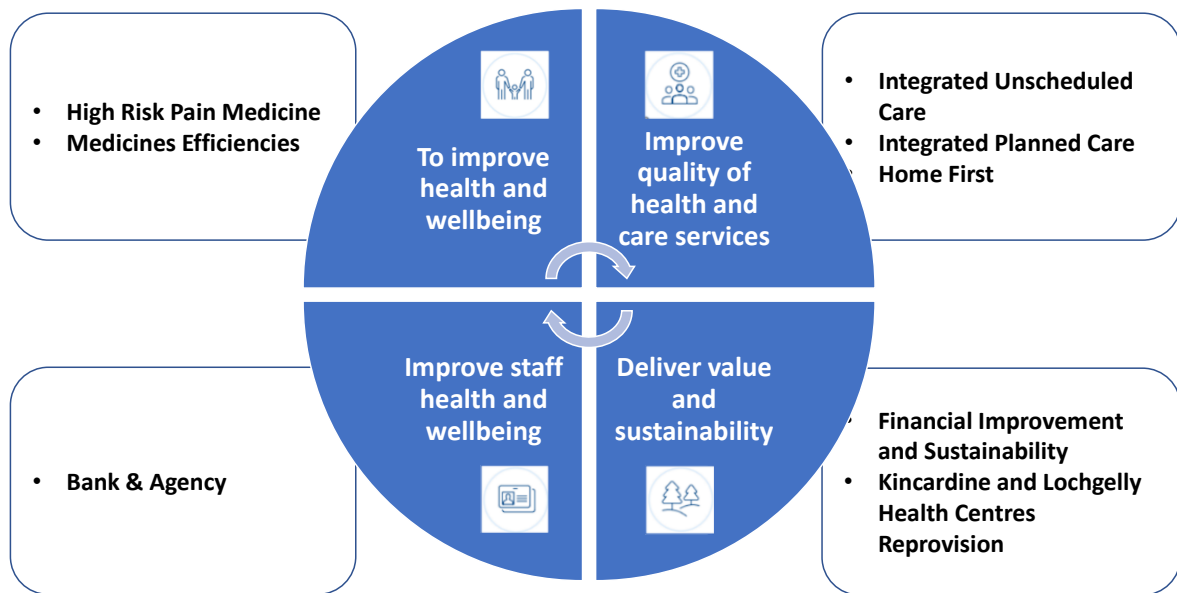 • High Risk Pain Medicine
• Medicines Efficiencies
To improve
health and
wellbeing
Improve
quality of
health and
care services
• Integrated Unscheduled
Care
• Integrated Planned Care
• Home First
Improve staff
health and
wellbeing
Deliver value
and
sustainability
• Bank & Agency
• Financial Improvement
and Sustainability
• Kincardine and Lochgelly
Health Centres
Reprovision